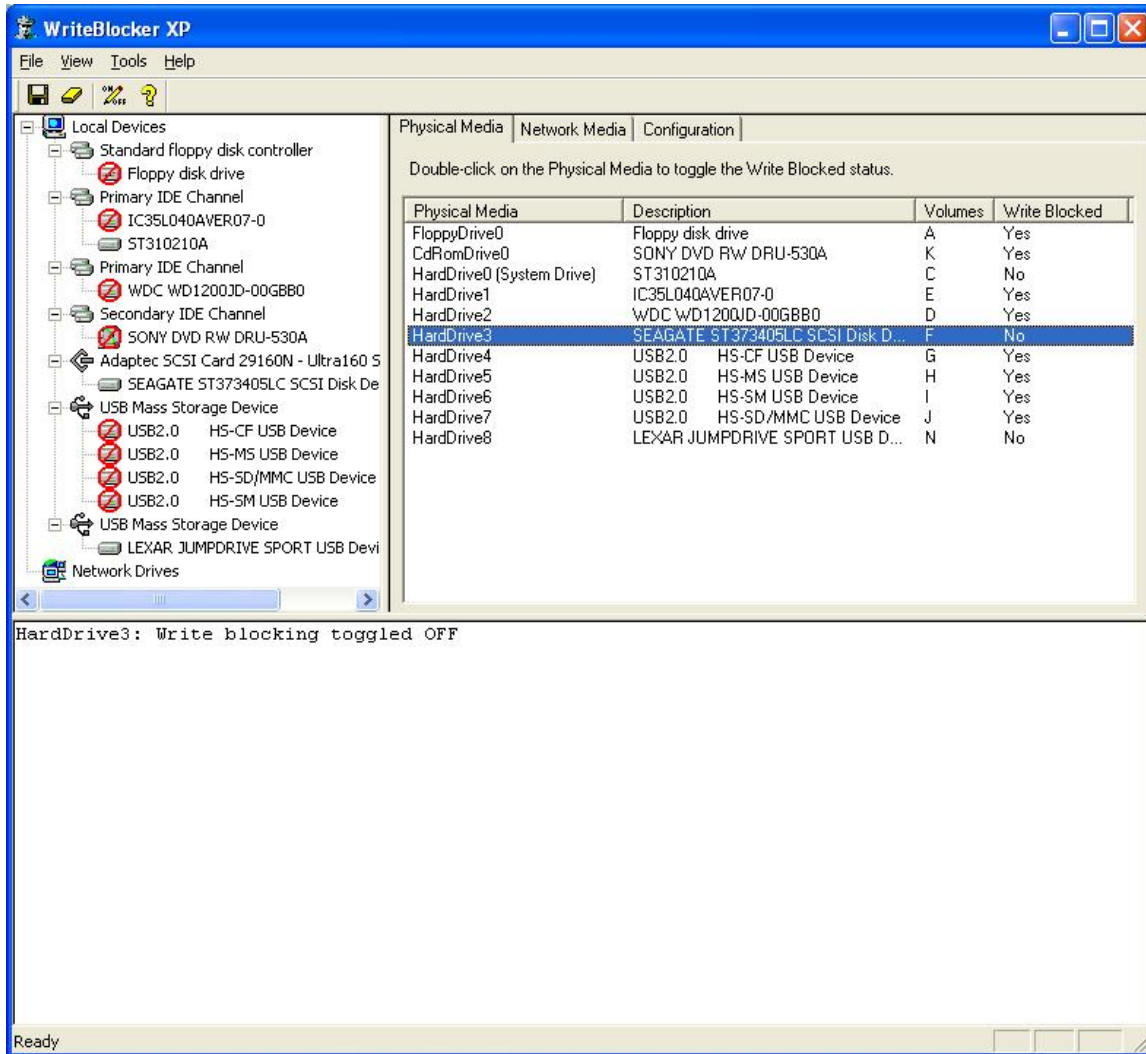 WriteBlocker XP
File View Tools Help
ON
OFF
Local Devices
Standard floppy disk controller
Floppy disk drive
Primary IDE Channel
IC35L040AVER07-0
ST310210A
Primary IDE Channel
WDC WD1200JD-00GBB0
Secondary IDE Channel
SONY DVD RW DRU-530A
Adaptec SCSI Card 29160N - Ultra160 S
SEAGATE ST373405LC SCSI Disk De
USB Mass Storage Device
USB2.0 HS-CF USB Device
USB2.0 HS-MS USB Device
USB2.0 HS-SD/MMC USB Device
USB2.0 HS-SM USB Device
USB Mass Storage Device
LEXAR JUMPDRIVE SPORT USB Devi
Network Drives
Physical Media Network Media Configuration
Double-click on the Physical Media to toggle the Write Blocked status.
Physical Media Description Volumes Write Blocked
FloppyDrive0 Floppy disk drive A Yes
CdRomDrive0 SONY DVD RW DRU-530A K Yes
HardDrive0 (System Drive) ST310210A C No
HardDrive1 IC35L040AVER07-0 E Yes
HardDrive2 WDC WD1200JD-00GBB0 D Yes
HardDrive3 SEAGATE ST373405LC SCSI Disk D... F No
HardDrive4 USB2.0 HS-CF USB Device G Yes
HardDrive5 USB2.0 HS-MS USB Device H Yes
HardDrive6 USB2.0 HS-SM USB Device I Yes
HardDrive7 USB2.0 HS-SD/MMC USB Device J Yes
HardDrive8 LEXAR JUMPDRIVE SPORT USB D... N No
HardDrive3: Write blocking toggled OFF
Ready